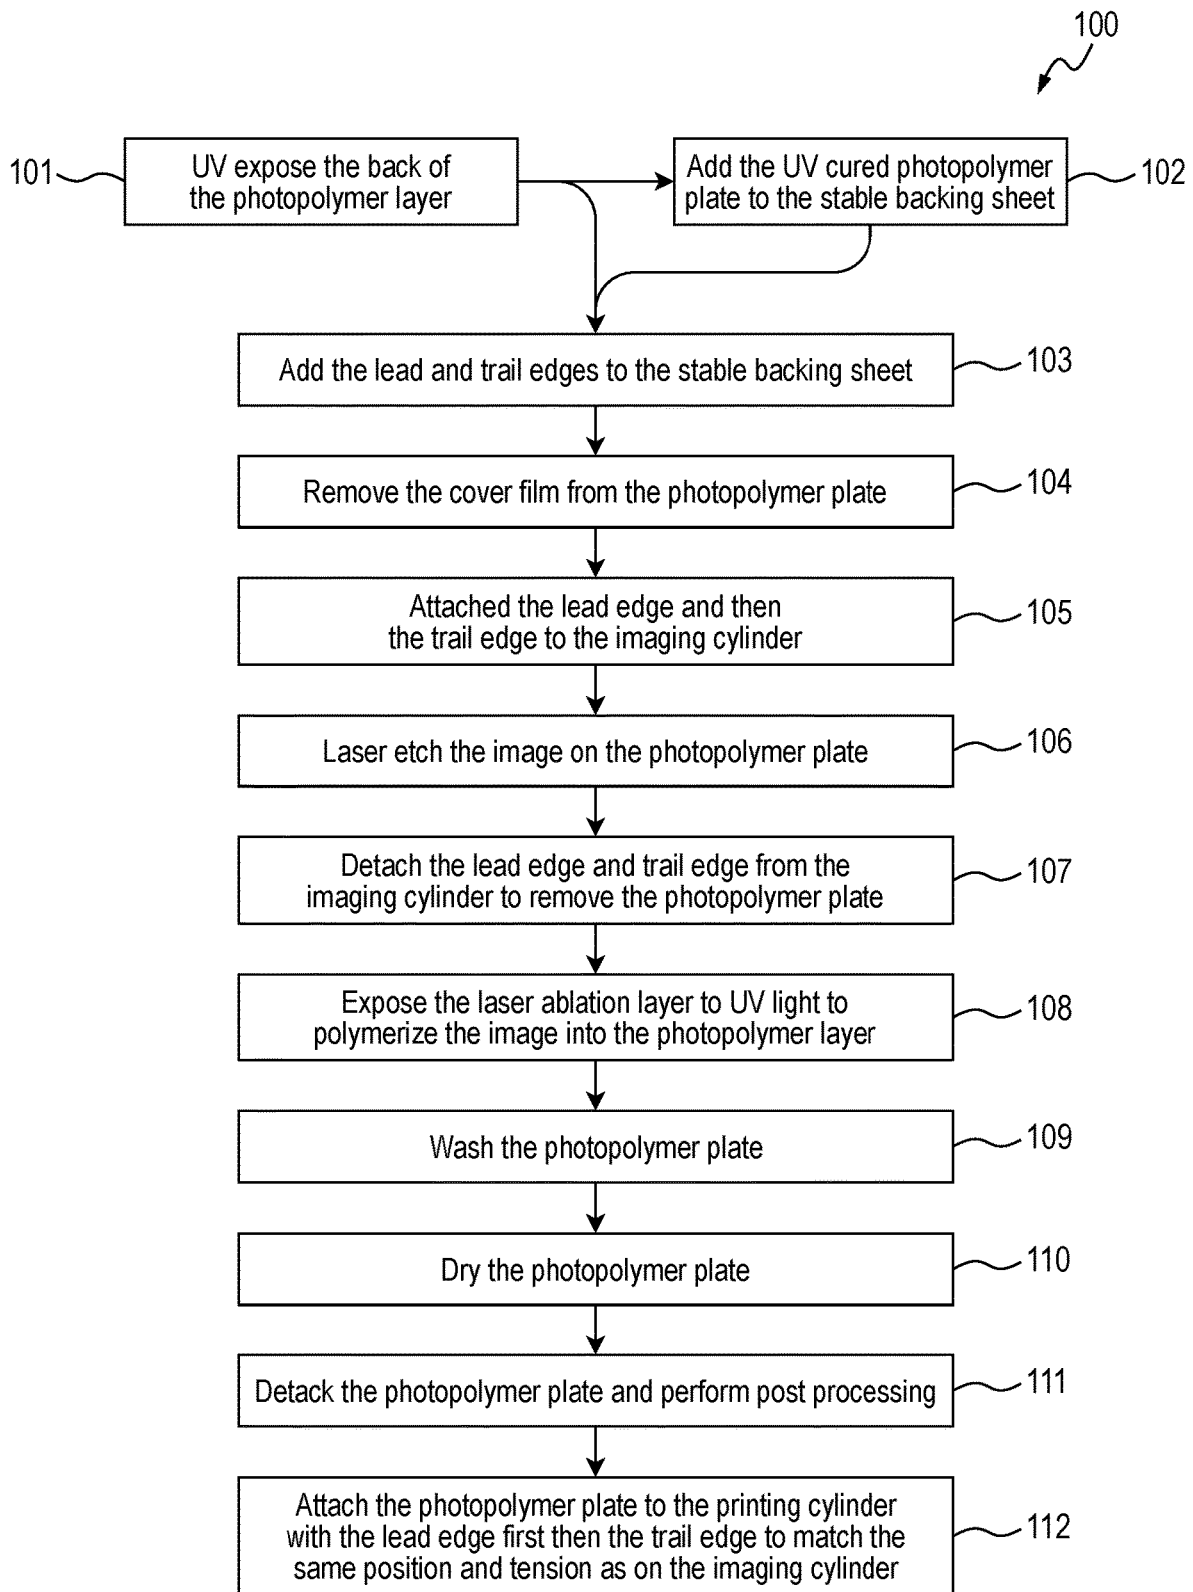 100
101
UV expose the back of
the photopolymer layer
Add the UV cured photopolymer
plate to the stable backing sheet
102
Add the lead and trail edges to the stable backing sheet
103
Remove the cover film from the photopolymer plate
104
Attached the lead edge and then
the trail edge to the imaging cylinder
105
Laser etch the image on the photopolymer plate
106
Detach the lead edge and trail edge from the
imaging cylinder to remove the photopolymer plate
107
Expose the laser ablation layer to UV light to
polymerize the image into the photopolymer layer
108
Wash the photopolymer plate
109
Dry the photopolymer plate
110
Detack the photopolymer plate and perform post processing
111
Attach the photopolymer plate to the printing cylinder
with the lead edge first then the trail edge to match the
same position and tension as on the imaging cylinder
112